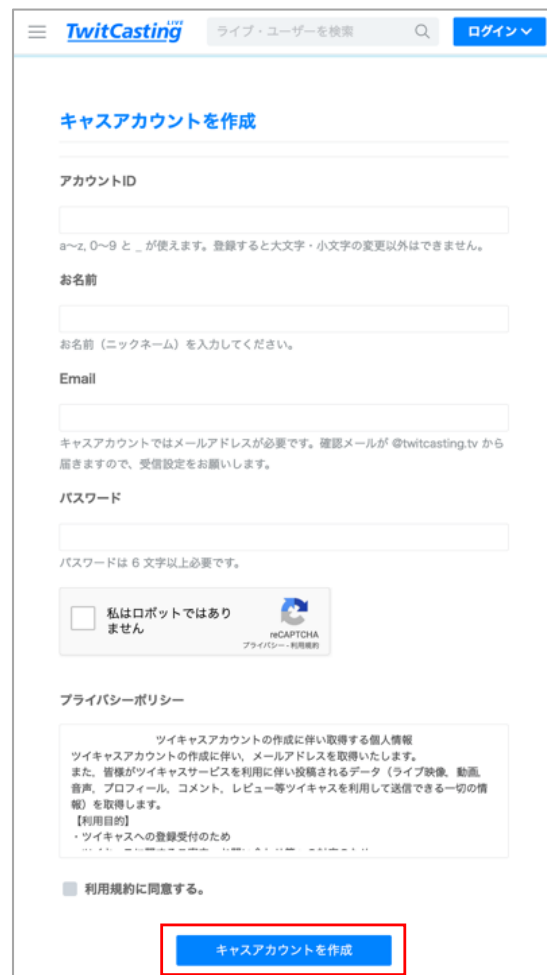 TwitCasting LIVE
ライブ・ユーザーを検索
ログイン
キャスアカウントを作成
アカウントID
a〜z, 0〜9 と _ が使えます。登録すると大文字・小文字の変更以外はできません。
お名前
お名前（ニックネーム）を入力してください。
Email
キャスアカウントではメールアドレスが必要です。確認メールが @twitcasting.tv から
届きますので、受信設定をお願いします。
パスワード
パスワードは 6 文字以上必要です。
私はロボットではあり
ません
reCAPTCHA
プライバシー - 利用規約
プライバシーポリシー
ツイキャスアカウントの作成に伴い取得する個人情報
ツイキャスアカウントの作成に伴い，メールアドレスを取得いたします。
また，皆様がツイキャスサービスを利用に伴い投稿されるデータ（ライブ映像，動画，
音声，プロフィール，コメント，レビュー等ツイキャスを利用して送信できる一切の情
報）を取得します。
【利用目的】
・ツイキャスへの登録受付のため
利用規約に同意する。
キャスアカウントを作成